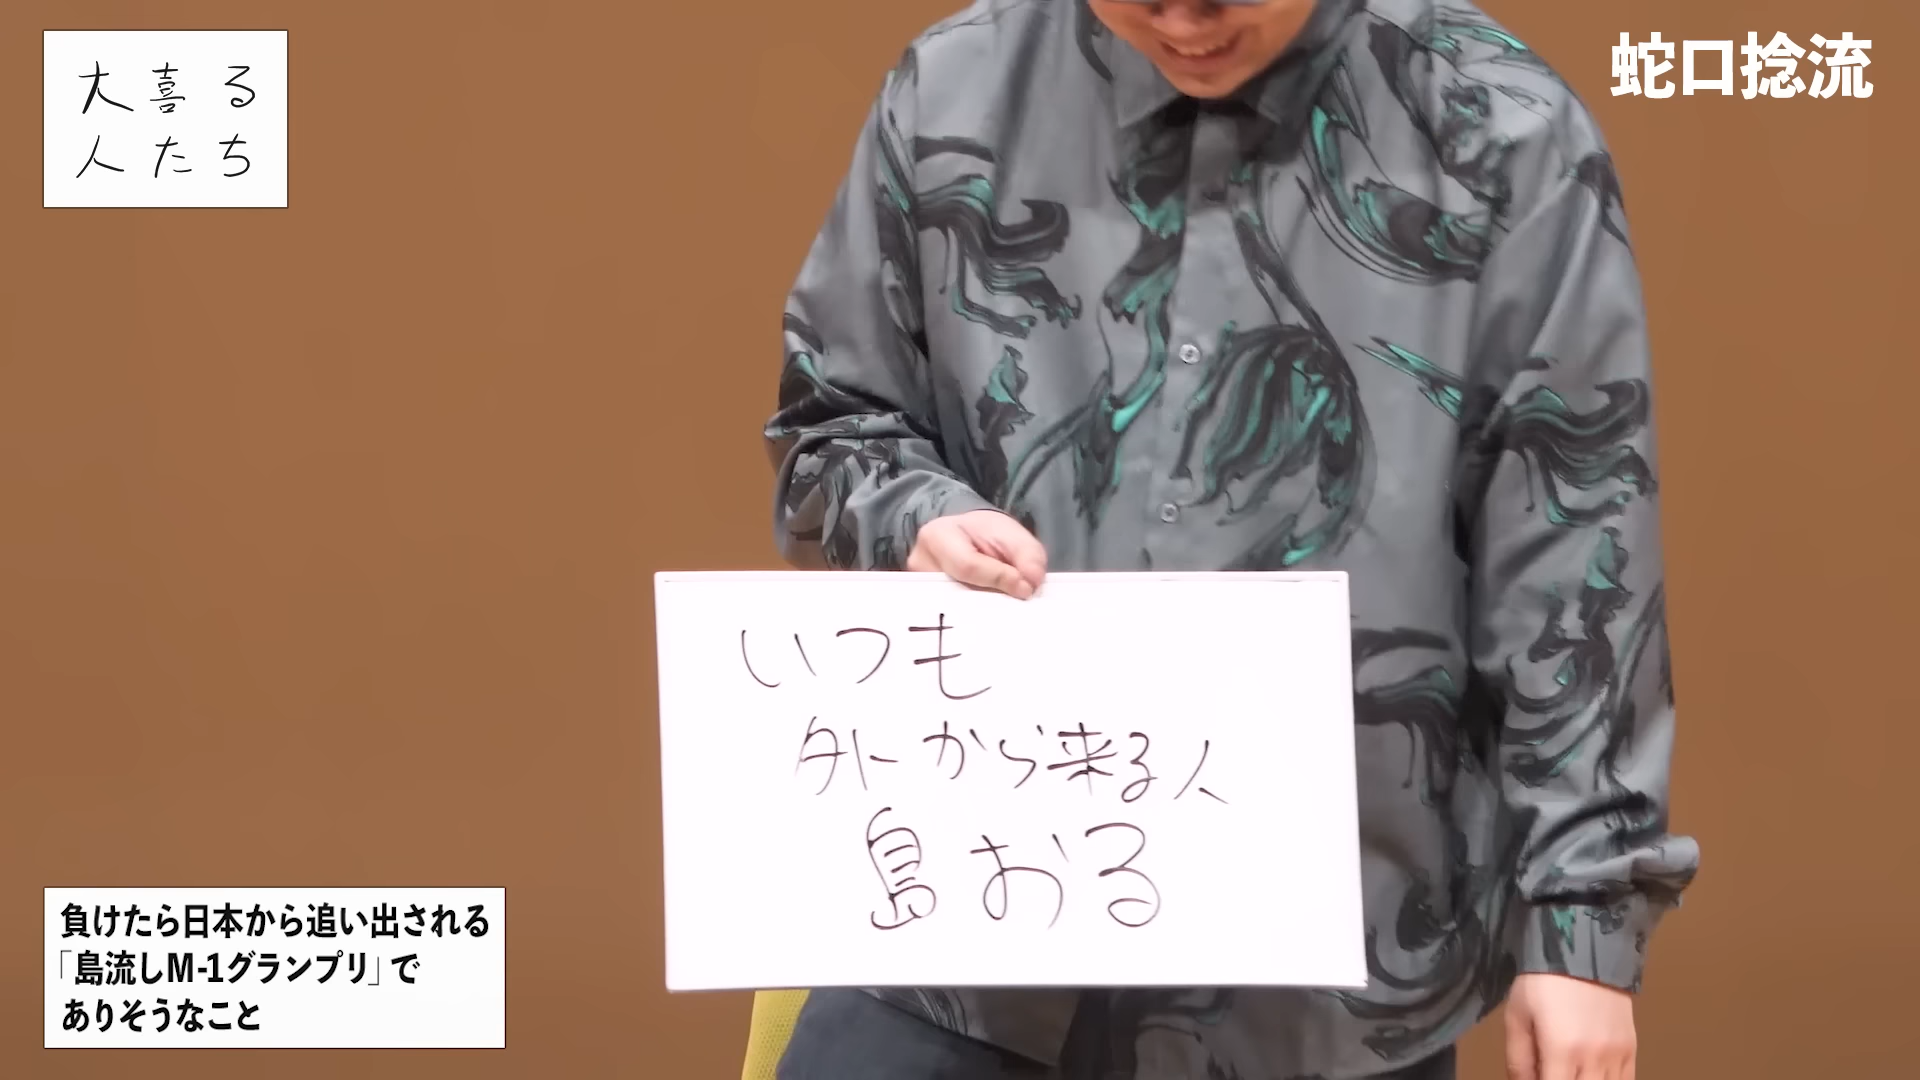 大喜る
人たち
蛇口捻流
いつも
外から来る人
島おる
負けたら日本から追い出される
「島流しM-1グランプリ」で
ありそうなこと